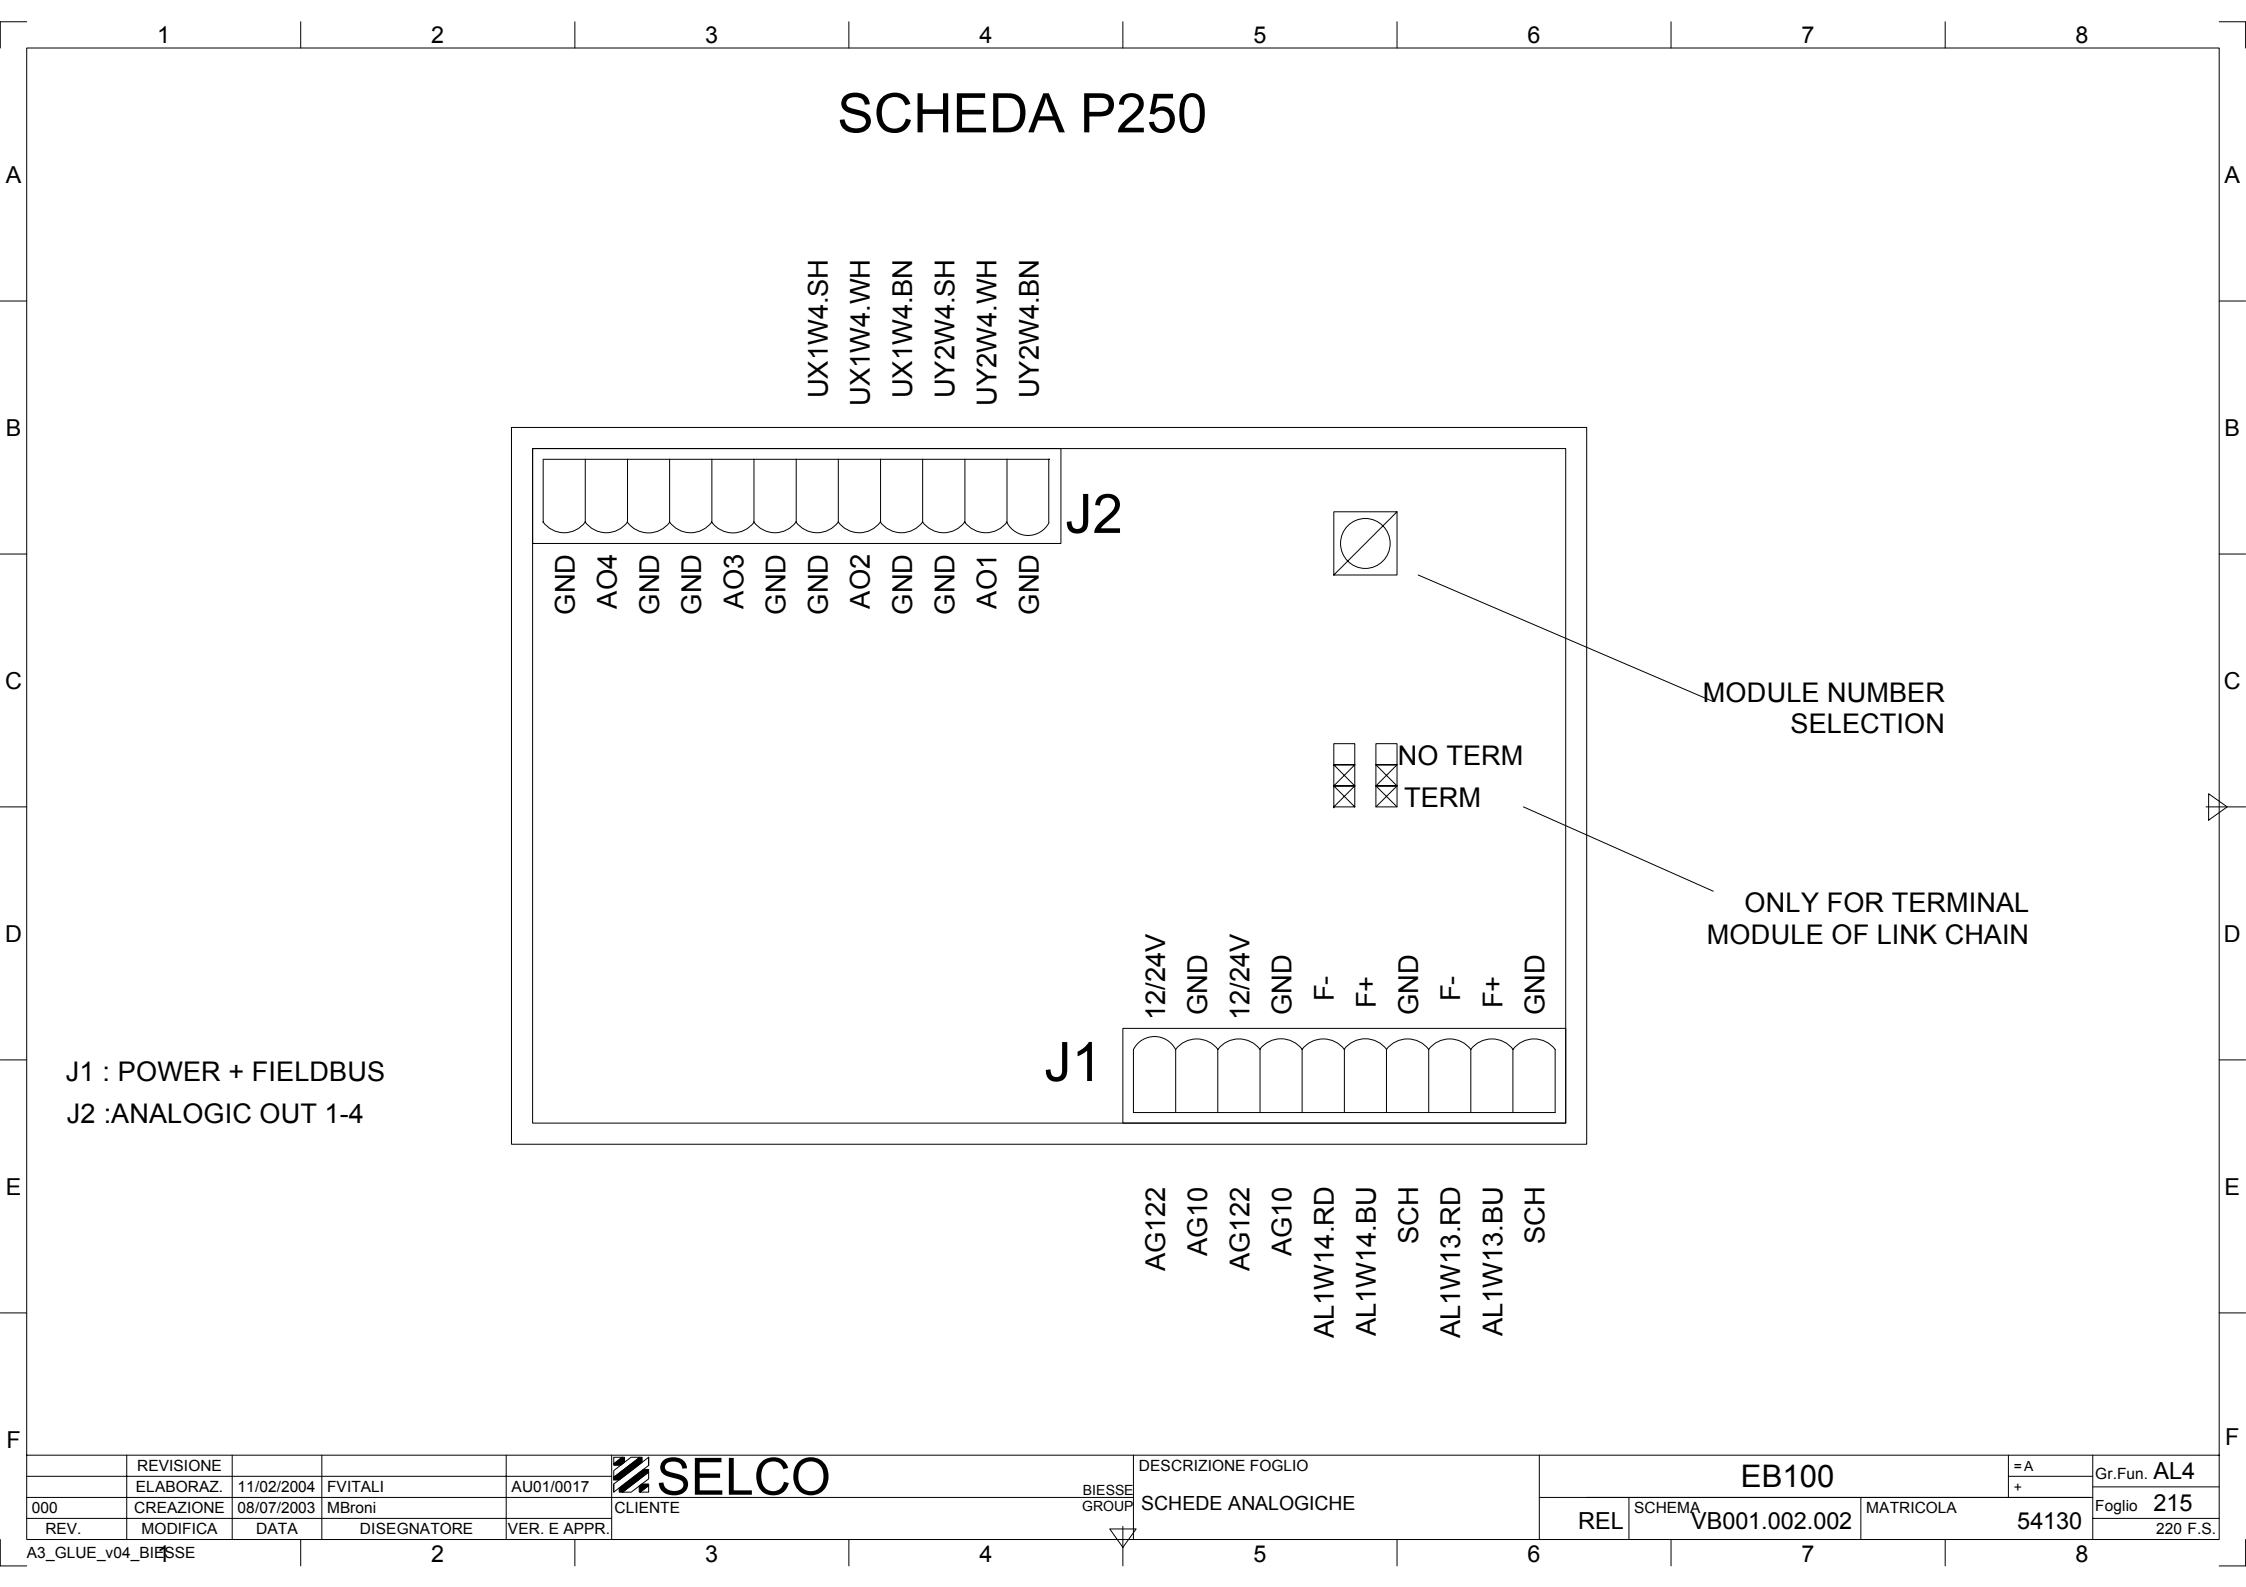 1 2 3 4 5 6 7 8
SCHEDA P250
A A
UX1W4.SH
UX1W4.WH
UX1W4.BN
UY2W4.SH
UY2W4.WH
UY2W4.BN
B B
J2
GND
AO4
GND
GND
AO3
GND
GND
AO2
GND
GND
AO1
GND
C C
MODULE NUMBER
SELECTION
NO TERM
TERM
ONLY FOR TERMINAL
MODULE OF LINK CHAIN
D D
12/24V
GND
12/24V
GND
F-
F+
GND
F-
F+
GND
J1
J1 : POWER + FIELDBUS
J2 :ANALOGIC OUT 1-4
E E
AG122
AG10
AG122
AG10
AL1W14.RD
AL1W14.BU
SCH
AL1W13.RD
AL1W13.BU
SCH
F F
REVISIONE
ELABORAZ. 11/02/2004 FVITALI AU01/0017
000 CREAZIONE 08/07/2003 MBroni
REV. MODIFICA DATA DISEGNATORE VER. E APPR.
SELCO
CLIENTE
BIESSE
GROUP
DESCRIZIONE FOGLIO
SCHEDE ANALOGICHE
EB100
REL
SCHEMA
VB001.002.002
MATRICOLA
54130
=A
+
Gr.Fun. AL4
Foglio 215
220 F.S.
A3_GLUE_v04_BIESSE
1 2 3 4 5 6 7 8